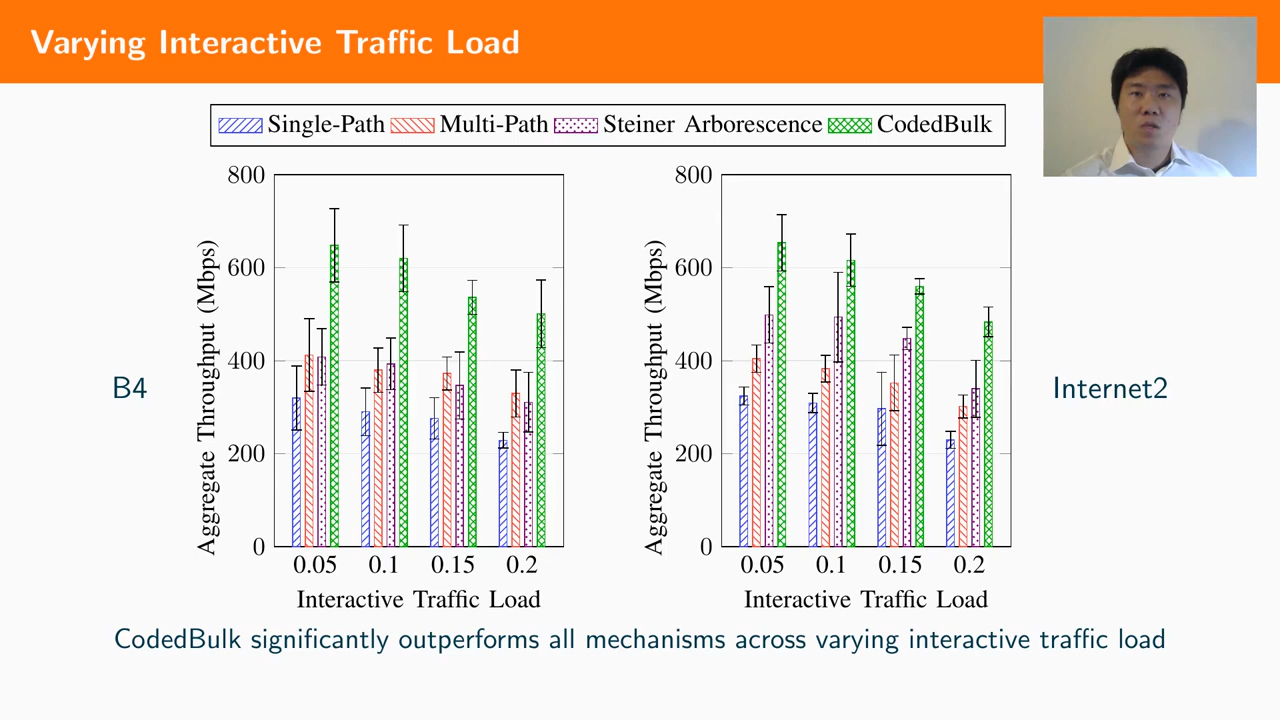 Varying Interactive Traffic Load
Single-Path Multi-Path Steiner Arborescence CodedBulk
B4
Aggregate Throughput (Mbps)
800
600
400
200
0
0.05 0.1 0.15 0.2
Interactive Traffic Load
Aggregate Throughput (Mbps)
800
600
400
200
0
0.05 0.1 0.15 0.2
Interactive Traffic Load
Internet2
CodedBulk significantly outperforms all mechanisms across varying interactive traffic load